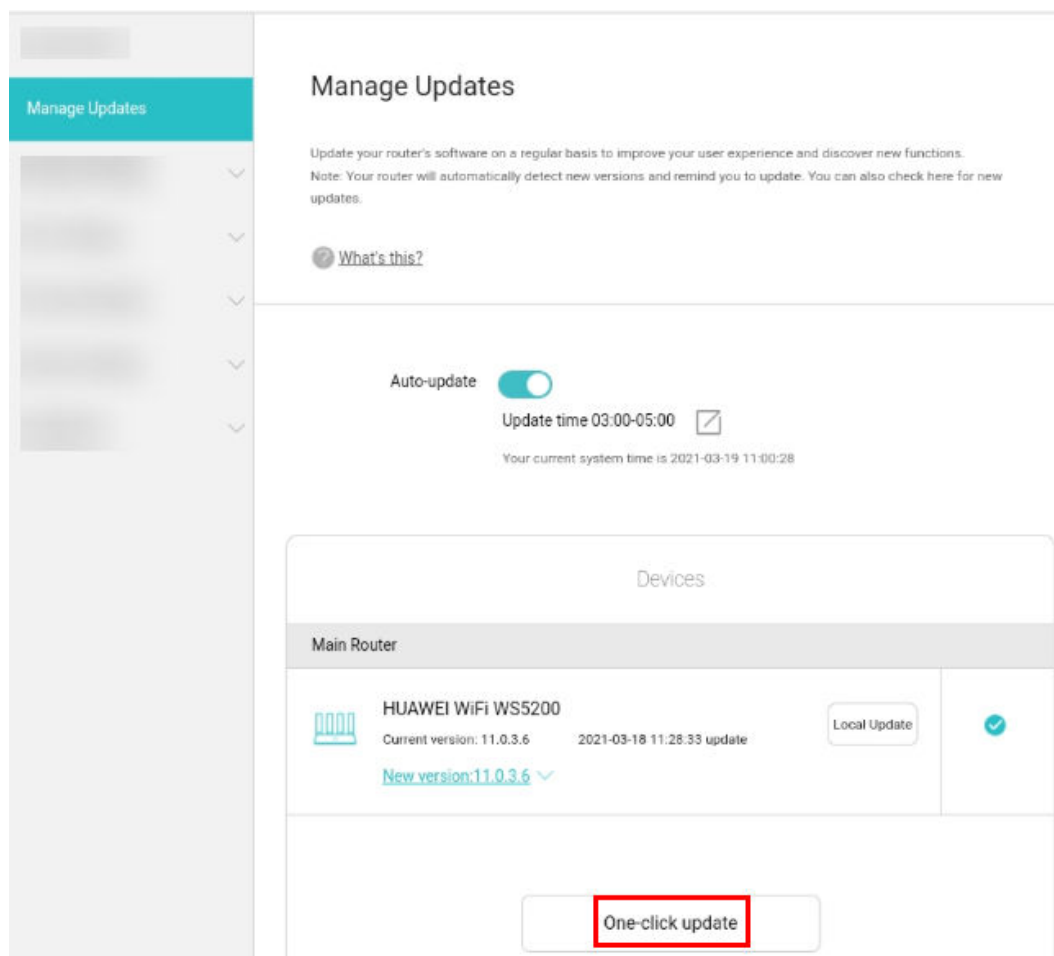 Manage Updates
Manage Updates
Update your router's software on a regular basis to improve your user experience and discover new functions.
Note: Your router will automatically detect new versions and remind you to update. You can also check here for new
updates.
What's this?
Auto-update
Update time 03:00-05:00
Your current system time is 2021-03-19 11:00:28
Devices
Main Router
HUAWEI WiFi WS5200
Current version: 11.0.3.6 2021-03-18 11:28:33 update
Local Update
New version:11.0.3.6
One-click update